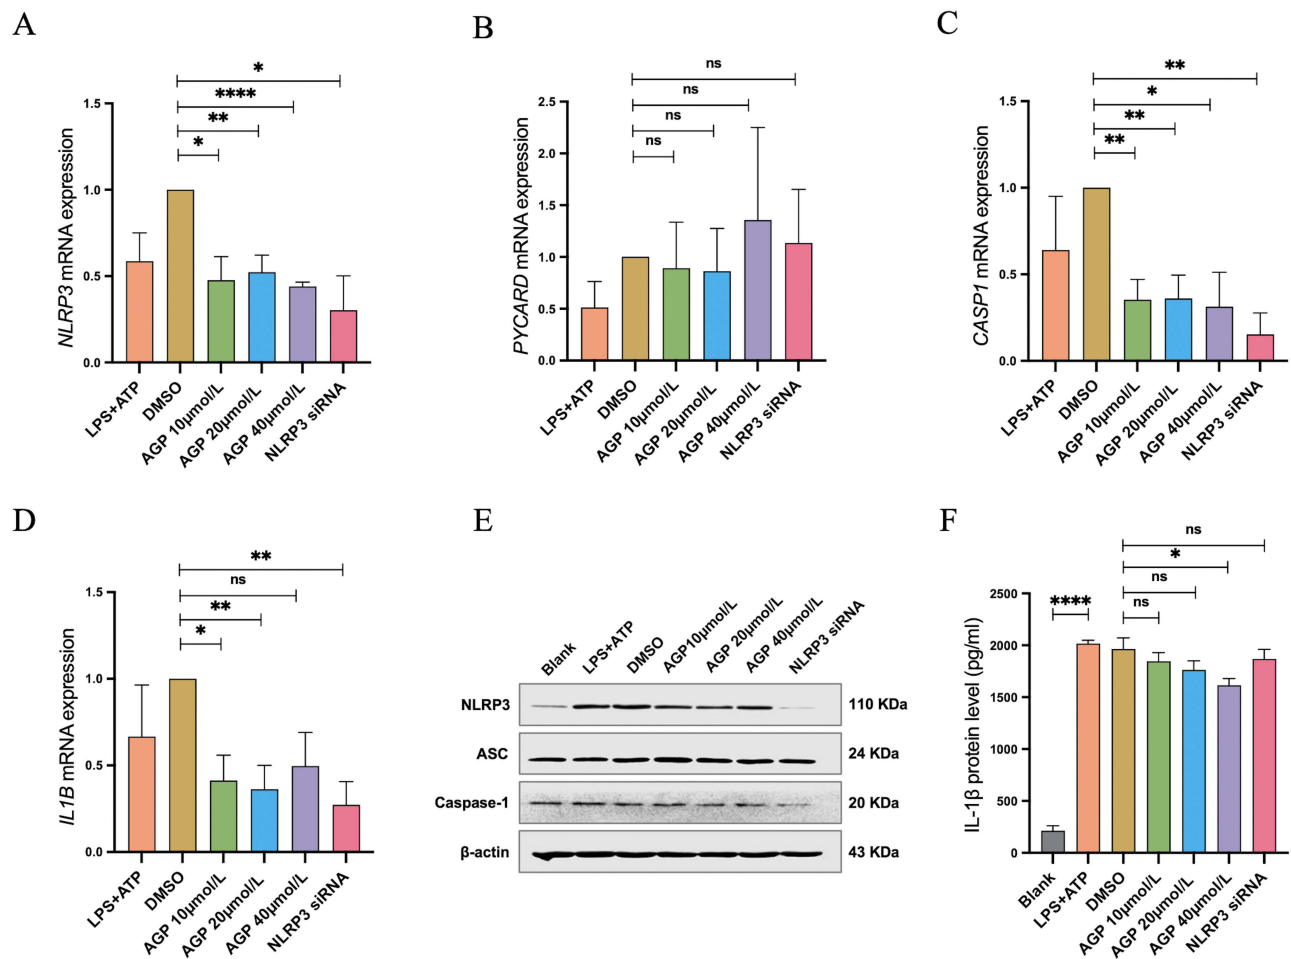 A
*
****
**
*
NLRP3 mRNA expression
1.5
1.0
0.5
0.0
LPS+ATP
DMSO
AGP 10μmol/L
AGP 20μmol/L
AGP 40μmol/L
NLRP3 siRNA
B
ns
ns
ns
ns
PYCARD mRNA expression
2.5
2.0
1.5
1.0
0.5
0.0
LPS+ATP
DMSO
AGP 10μmol/L
AGP 20μmol/L
AGP 40μmol/L
NLRP3 siRNA
C
**
*
**
**
CASP1 mRNA expression
1.5
1.0
0.5
0.0
LPS+ATP
DMSO
AGP 10μmol/L
AGP 20μmol/L
AGP 40μmol/L
NLRP3 siRNA
D
**
ns
**
*
IL1B mRNA expression
1.5
1.0
0.5
0.0
LPS+ATP
DMSO
AGP 10μmol/L
AGP 20μmol/L
AGP 40μmol/L
NLRP3 siRNA
E
Blank
LPS+ATP
DMSO
AGP10μmol/L
AGP 20μmol/L
AGP 40μmol/L
NLRP3 siRNA
NLRP3 110 KDa
ASC 24 KDa
Caspase-1 20 KDa
β-actin 43 KDa
F
ns
*
ns
ns
****
IL-1β protein level (pg/ml)
2500
2000
1500
1000
500
0
Blank
LPS+ATP
DMSO
AGP 10μmol/L
AGP 20μmol/L
AGP 40μmol/L
NLRP3 siRNA